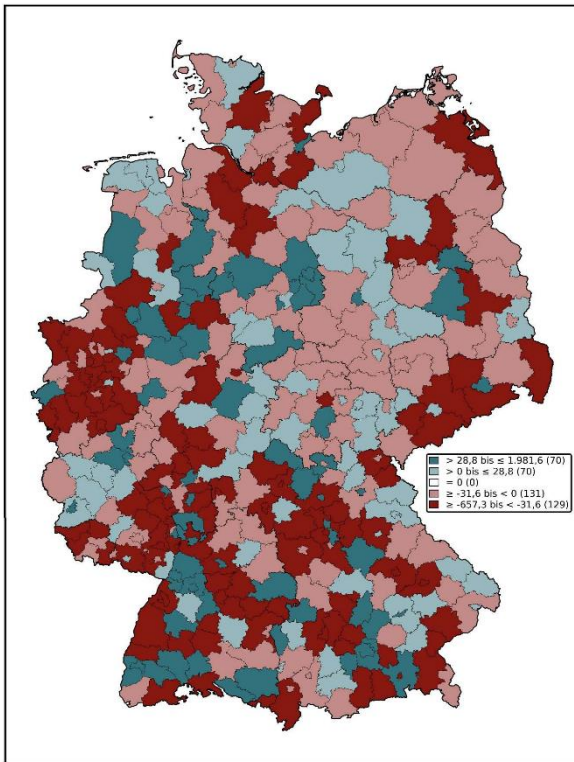 > 28,8 bis ≤ 1.981,6 (70)
> 0 bis ≤ 28,8 (70)
= 0 (0)
≥ -31,6 bis < 0 (131)
≥ -657,3 bis < -31,6 (129)